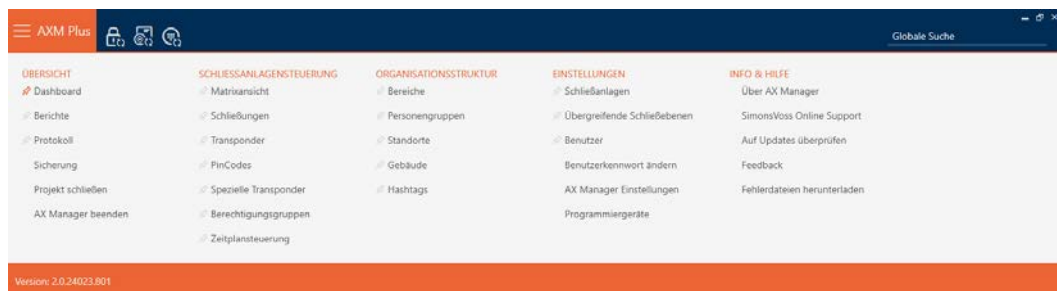 AXM Plus
Globale Suche
ÜBERSICHT
Dashboard
Berichte
Protokoll
Sicherung
Projekt schließen
AX Manager beenden
SCHLIESSANLAGENSTEUERUNG
Matrixansicht
Schließungen
Transponder
PinCodes
Spezielle Transponder
Berechtigungsgruppen
Zeitplansteuerung
ORGANISATIONSSTRUKTUR
Bereiche
Personengruppen
Standorte
Gebäude
Hashtags
EINSTELLUNGEN
Schließanlagen
Übergreifende Schließebenen
Benutzer
Benutzerkennwort ändern
AX Manager Einstellungen
Programmiergeräte
INFO & HILFE
Über AX Manager
SimonsVoss Online Support
Auf Updates überprüfen
Feedback
Fehlerdateien herunterladen
Version: 2.0.24023.801